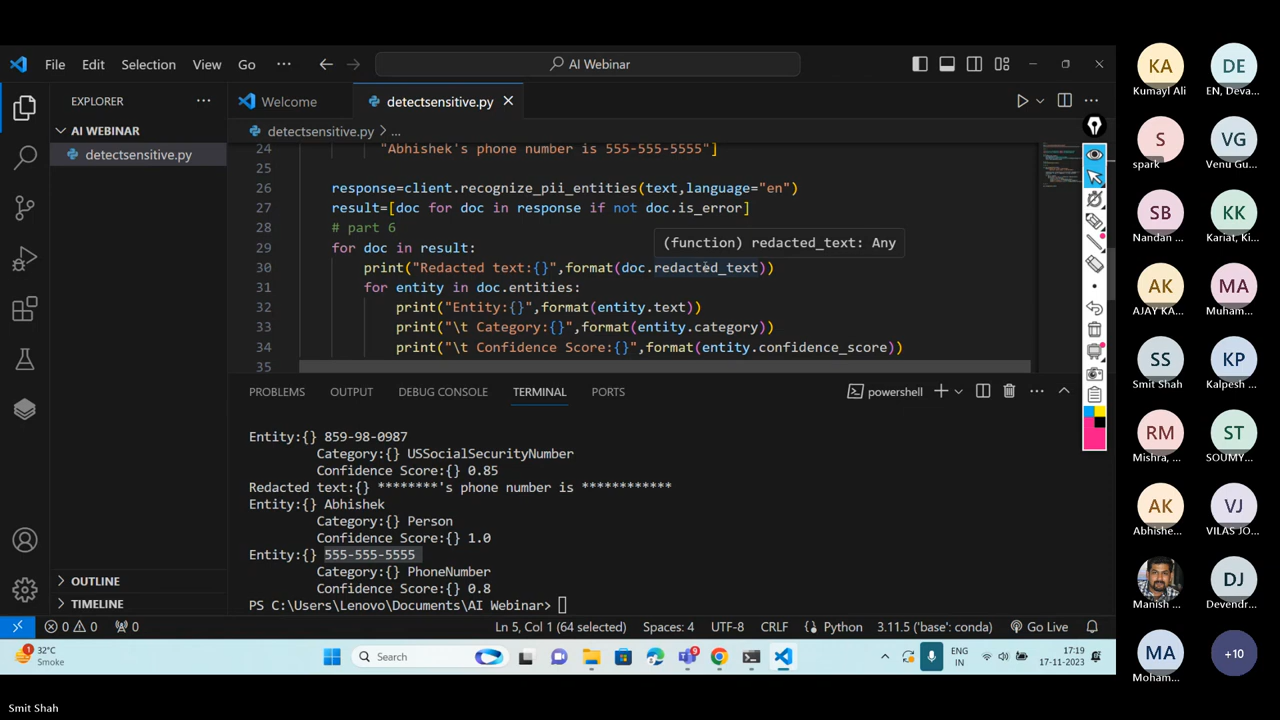 File Edit Selection View Go ··· AI Webinar
EXPLORER ···
Welcome
detectsensitive.py
AI WEBINAR
detectsensitive.py
detectsensitive.py > ...
24 "Abhishek's phone number is 555-555-5555"]
25
26 response=client.recognize_pii_entities(text,language="en")
27 result=[doc for doc in response if not doc.is_error]
28 # part 6
(function) redacted_text: Any
29 for doc in result:
30 print("Redacted text:{}",format(doc.redacted_text))
31 for entity in doc.entities:
32 print("Entity:{}",format(entity.text))
33 print("\t Category:{}",format(entity.category))
34 print("\t Confidence Score:{}",format(entity.confidence_score))
35
PROBLEMS OUTPUT DEBUG CONSOLE TERMINAL PORTS
powershell
Entity:{} 859-98-0987
Category:{} USSocialSecurityNumber
Confidence Score:{} 0.85
Redacted text:{} ********'s phone number is ************
Entity:{} Abhishek
Category:{} Person
Confidence Score:{} 1.0
Entity:{} 555-555-5555
Category:{} PhoneNumber
Confidence Score:{} 0.8
PS C:\Users\Lenovo\Documents\AI Webinar>
OUTLINE
TIMELINE
0 0 0
Ln 5, Col 1 (64 selected) Spaces: 4 UTF-8 CRLF Python 3.11.5 ('base': conda) Go Live
1
32°C
Smoke
Search
9
ENG
IN
17:19
17-11-2023
KA
Kumayl Ali
DE
EN, Deva...
S
spark
VG
Venu Gu...
SB
Nandan ...
KK
Kariat, Ki...
AK
AJAY KA...
MA
Muham...
SS
Smit Shah
KP
Kalpesh ...
RM
Mishra, ...
ST
SOUMY...
AK
Abhishe...
VJ
VILAS JO...
Manish ...
DJ
Devendr...
MA
Moham...
+10
Smit Shah